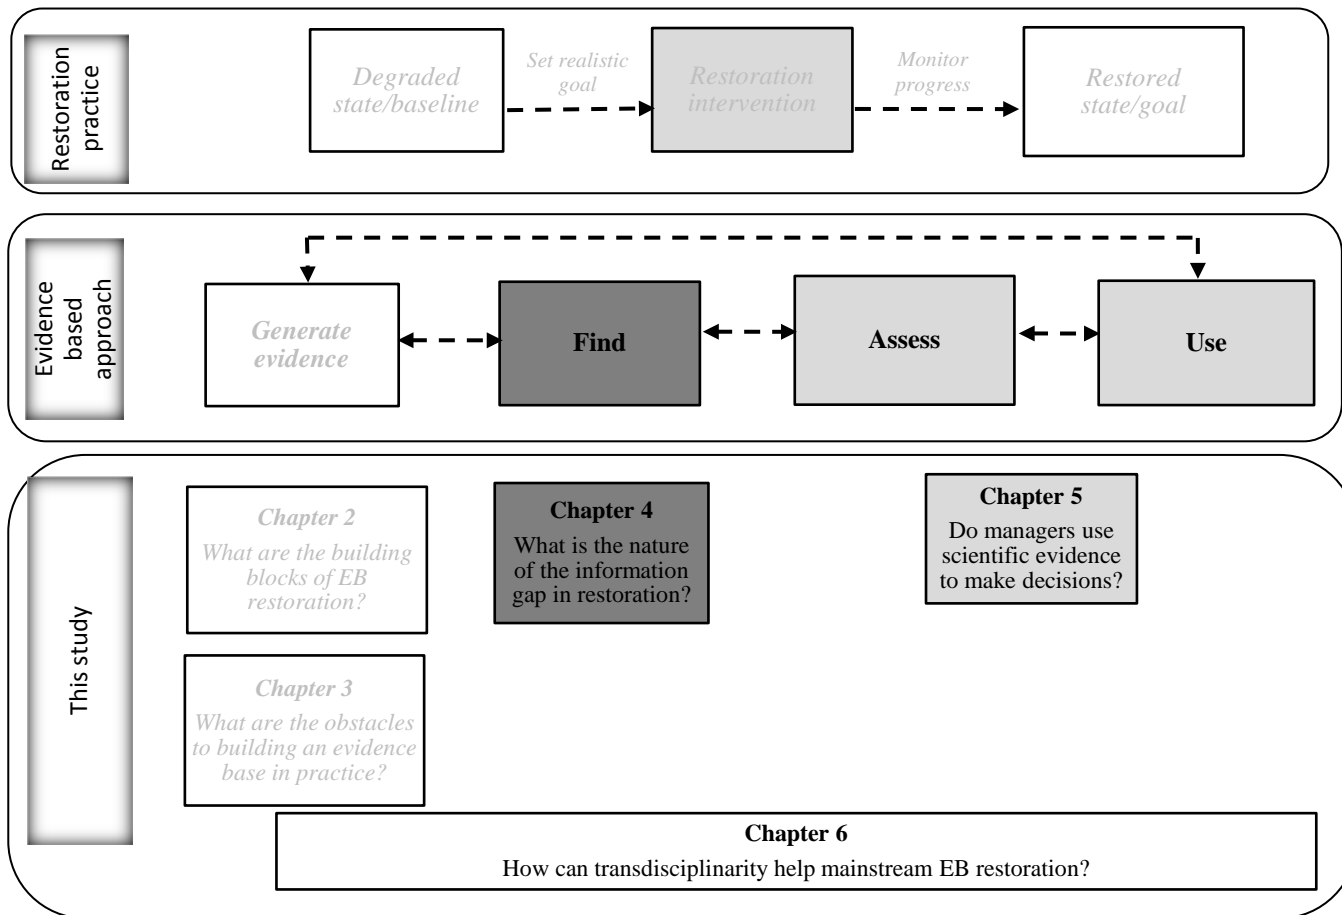 Restoration
practice
Degraded
state/baseline
Set realistic
goal
Restoration
intervention
Monitor
progress
Restored
state/goal
Evidence
based
approach
Generate
evidence
Find
Assess
Use
This study
Chapter 2
What are the building
blocks of EB
restoration?
Chapter 4
What is the nature
of the information
gap in restoration?
Chapter 5
Do managers use
scientific evidence
to make decisions?
Chapter 3
What are the obstacles
to building an evidence
base in practice?
Chapter 6
How can transdisciplinarity help mainstream EB restoration?